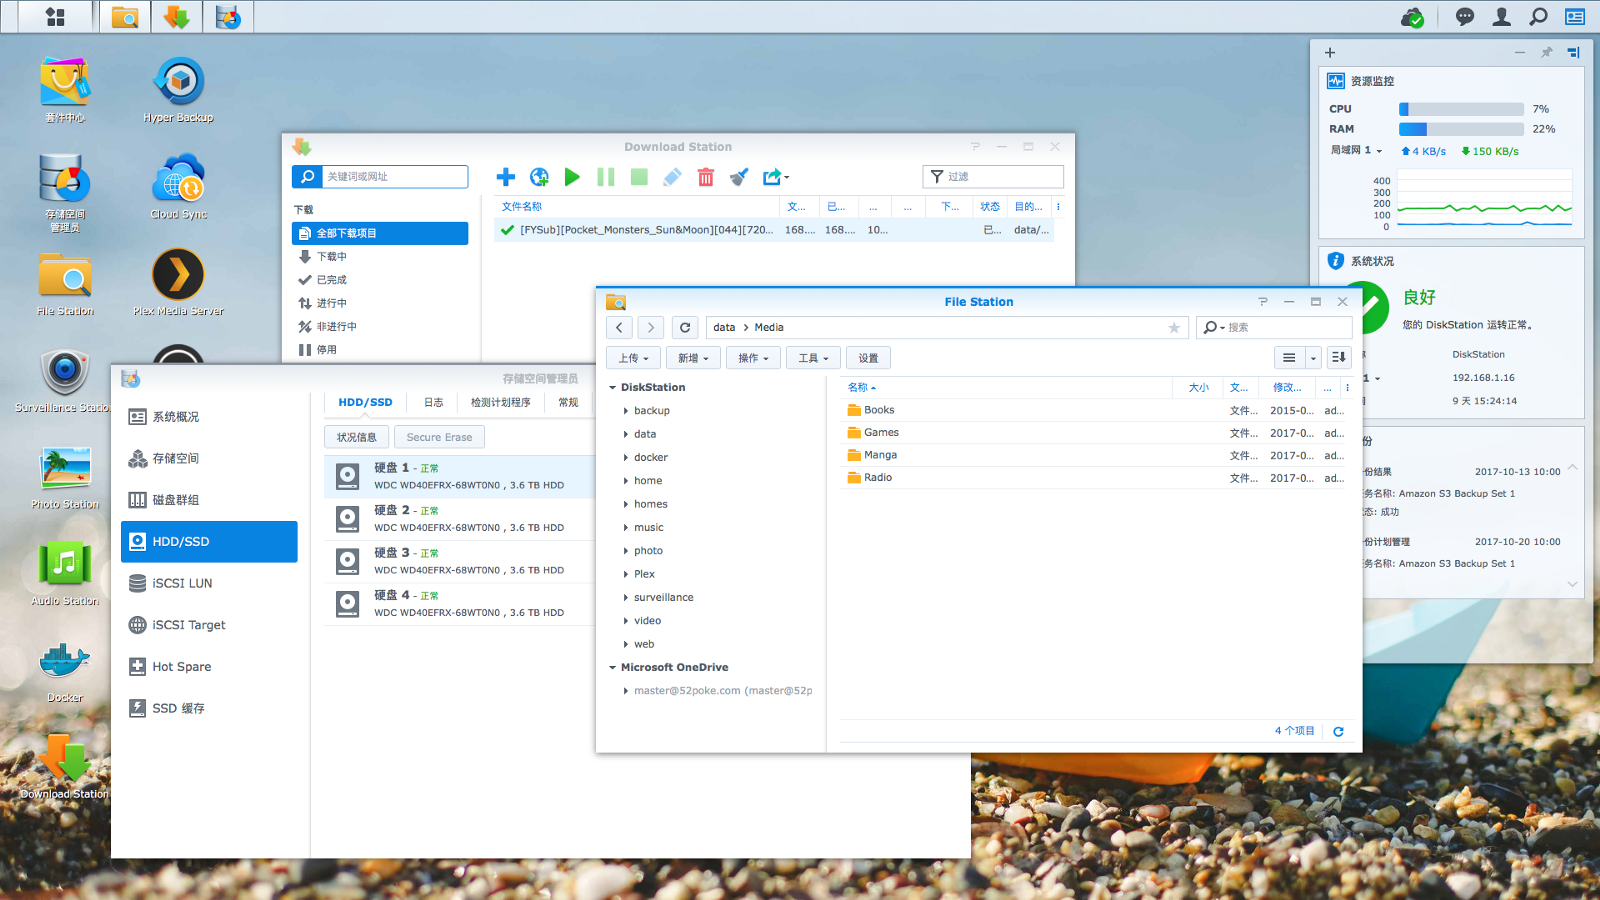 套件中心
Hyper Backup
存储空间
管理员
Cloud Sync
File Station
Plex Media Server
Surveillance Statio
Photo Station
Audio Station
Docker
Download Station
Download Station
关键词或网址
过滤
下载
全部下载项目
下载中
已完成
进行中
非进行中
停用
文件名称 文... 已... ... ... 下... 状态 目的...
[FYSub][Pocket_Monsters_Sun&Moon][044][720... 168.... 168.... 10... 已... data/...
存储空间管理员
系统概况
存储空间
磁盘群组
HDD/SSD
iSCSI LUN
iSCSI Target
Hot Spare
SSD 缓存
HDD/SSD 日志 检测计划程序 常规
状况信息 Secure Erase
硬盘 1 - 正常
WDC WD40EFRX-68WT0N0 , 3.6 TB HDD
硬盘 2 - 正常
WDC WD40EFRX-68WT0N0 , 3.6 TB HDD
硬盘 3 - 正常
WDC WD40EFRX-68WT0N0 , 3.6 TB HDD
硬盘 4 - 正常
WDC WD40EFRX-68WT0N0 , 3.6 TB HDD
File Station
data > Media
搜索
上传 新增 操作 工具 设置
DiskStation
backup
data
docker
home
homes
music
photo
Plex
surveillance
video
web
Microsoft OneDrive
master@52poke.com (master@52p
名称 大小 文... 修改... ...
Books 文件... 2015-0... ad...
Games 文件... 2017-0... ad...
Manga 文件... 2017-0... ad...
Radio 文件... 2017-0... ad...
4 个项目
资源监控
CPU 7%
RAM 22%
局域网 1 4 KB/s 150 KB/s
400
300
200
100
0
系统状况
良好
您的 DiskStation 运转正常。
DiskStation
1 192.168.1.16
9 天 15:24:14
份
份结果 2017-10-13 10:00
务名称: Amazon S3 Backup Set 1
态: 成功
份计划管理 2017-10-20 10:00
务名称: Amazon S3 Backup Set 1